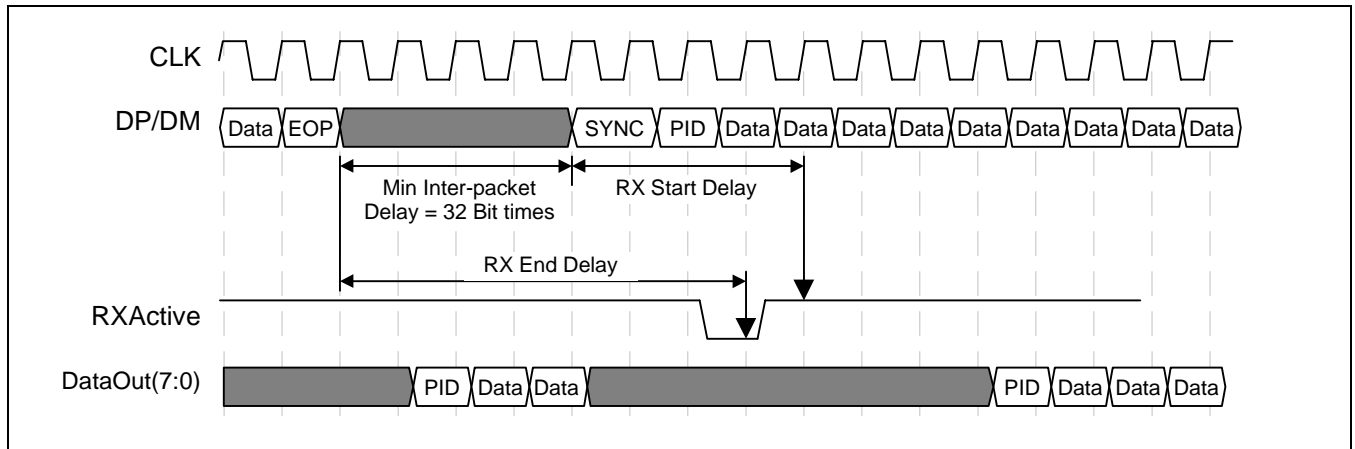 CLK
DP/DM
Data EOP SYNC PID Data Data Data Data Data Data Data Data Data
Min Inter-packet
Delay = 32 Bit times
RX Start Delay
RX End Delay
RXActive
DataOut(7:0)
PID Data Data PID Data Data Data